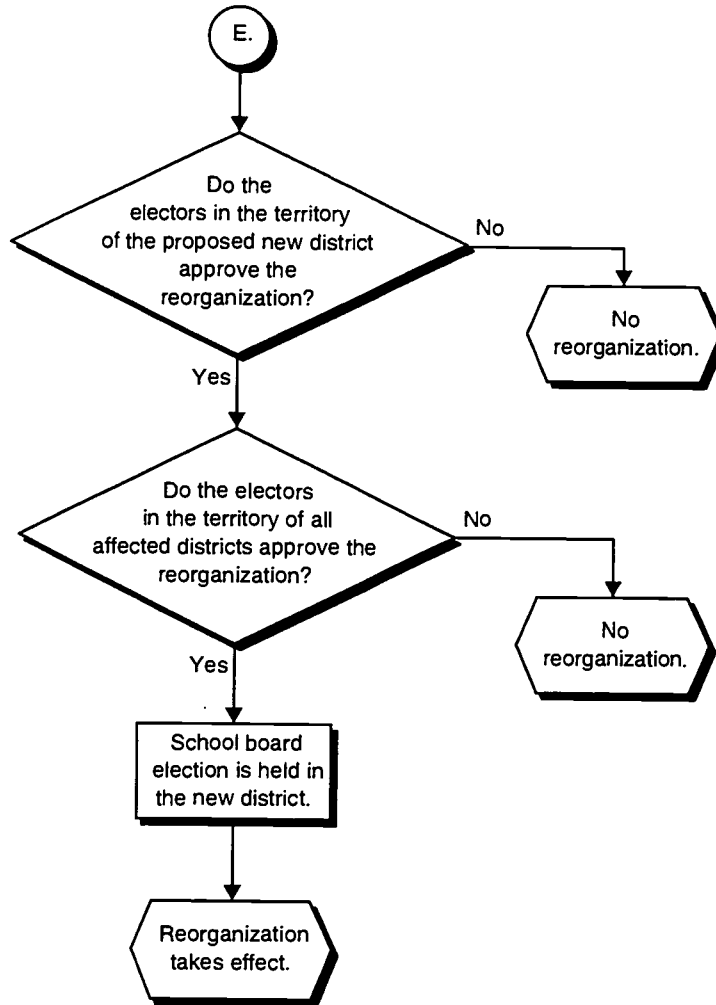 E.
Do the
electors in the territory
of the proposed new district
approve the
reorganization?
No
No
reorganization.
Yes
Do the electors
in the territory of all
affected districts approve the
reorganization?
No
No
reorganization.
Yes
School board
election is held in
the new district.
Reorganization
takes effect.